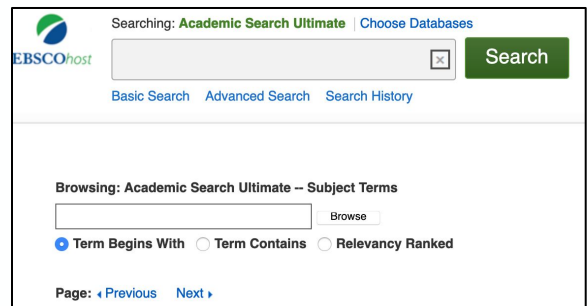 Searching: Academic Search Ultimate | Choose Databases
EBSCOhost
Search
Basic Search Advanced Search Search History
Browsing: Academic Search Ultimate -- Subject Terms
Browse
Term Begins With Term Contains Relevancy Ranked
Page: Previous Next